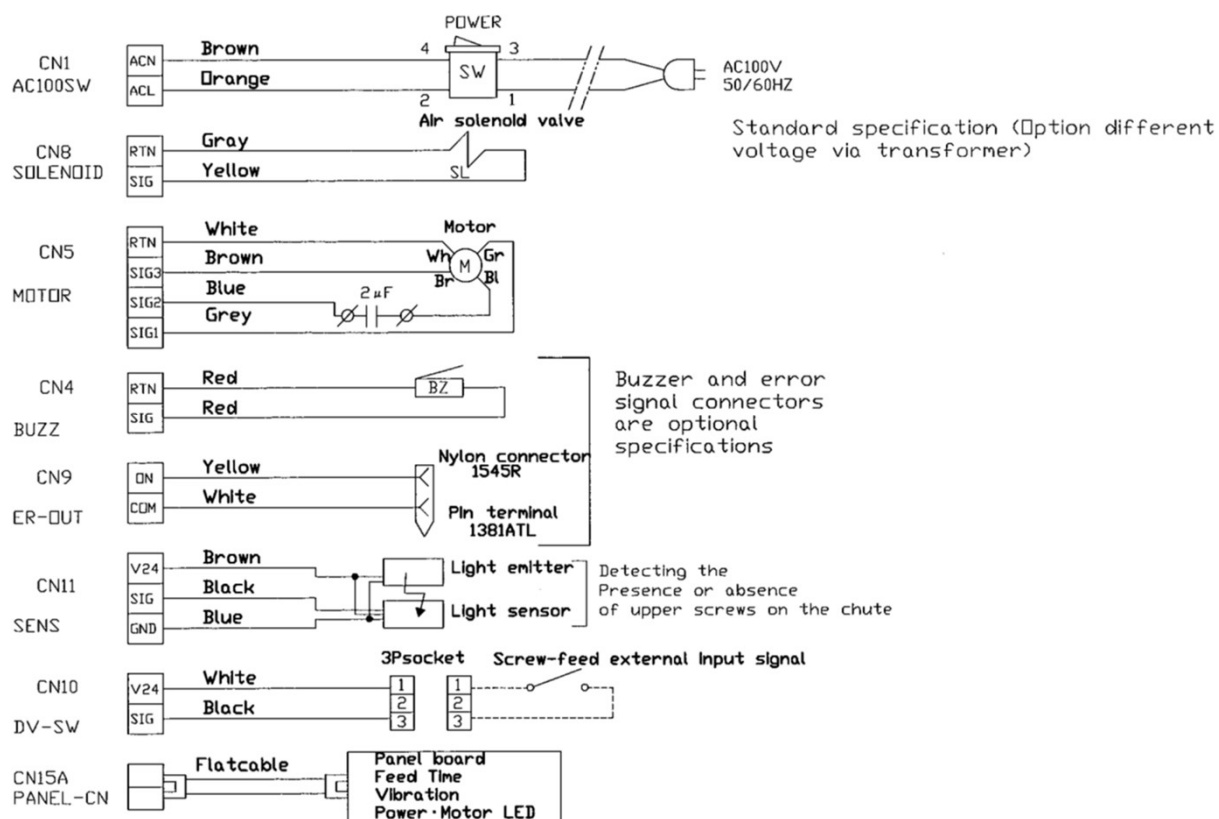 POWER
CN1
AC100SW
ACN
ACL
Brown
Orange
4
3
SW
2
1
AC100V
50/60HZ
Standard specification (Option different
voltage via transformer)
CN8
SOLENOID
RTN
SIG
Gray
Yellow
Air solenoid valve
SL
CN5
MOTOR
RTN
SIG3
SIG2
SIG1
White
Brown
Blue
Grey
2μF
Motor
Wh
Gr
M
Br
Bl
CN4
BUZZ
RTN
SIG
Red
Red
BZ
Buzzer and error
signal connectors
are optional
specifications
CN9
ER-OUT
ON
COM
Yellow
White
Nylon connector
1545R
Pin terminal
1381ATL
CN11
SENS
V24
SIG
GND
Brown
Black
Blue
Light emitter
Light sensor
Detecting the
Presence or absence
of upper screws on the chute
CN10
DV-SW
V24
SIG
White
Black
3Psocket
1
2
3
1
2
3
Screw-feed external input signal
CN15A
PANEL-CN
Flatcable
Panel board
Feed Time
Vibration
Power·Motor LED